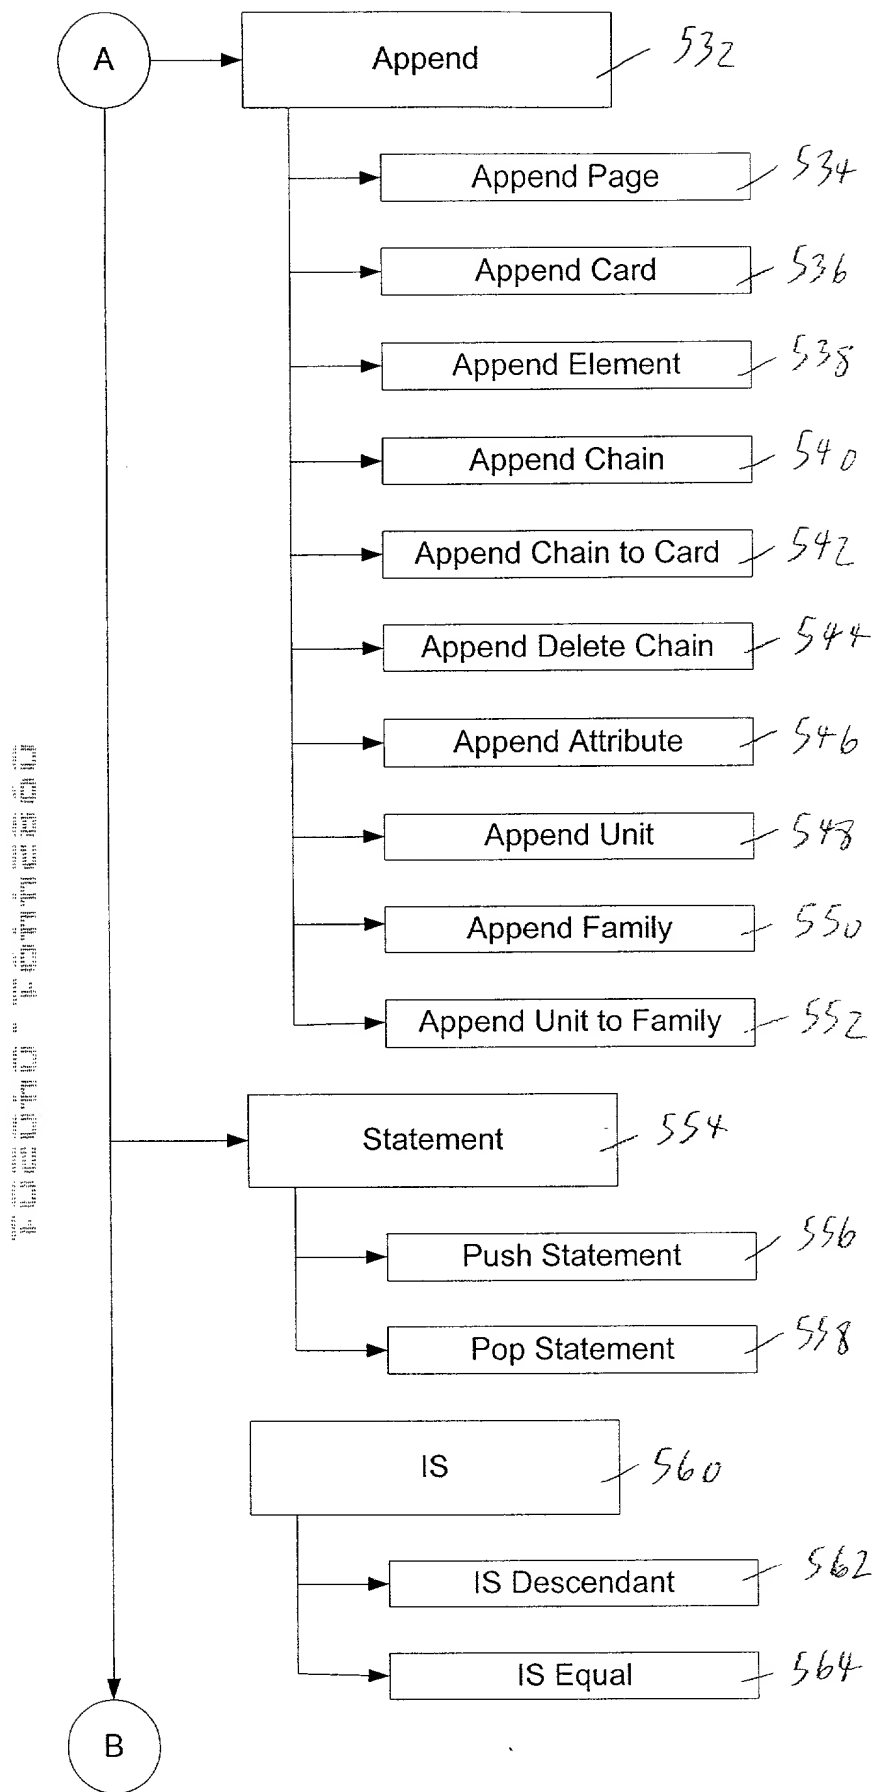 A
Append 532
Append Page 534
Append Card 536
Append Element 538
Append Chain 540
Append Chain to Card 542
Append Delete Chain 544
Append Attribute 546
Append Unit 548
Append Family 550
Append Unit to Family 552
Statement 554
Push Statement 556
Pop Statement 558
IS 560
IS Descendant 562
IS Equal 564
B